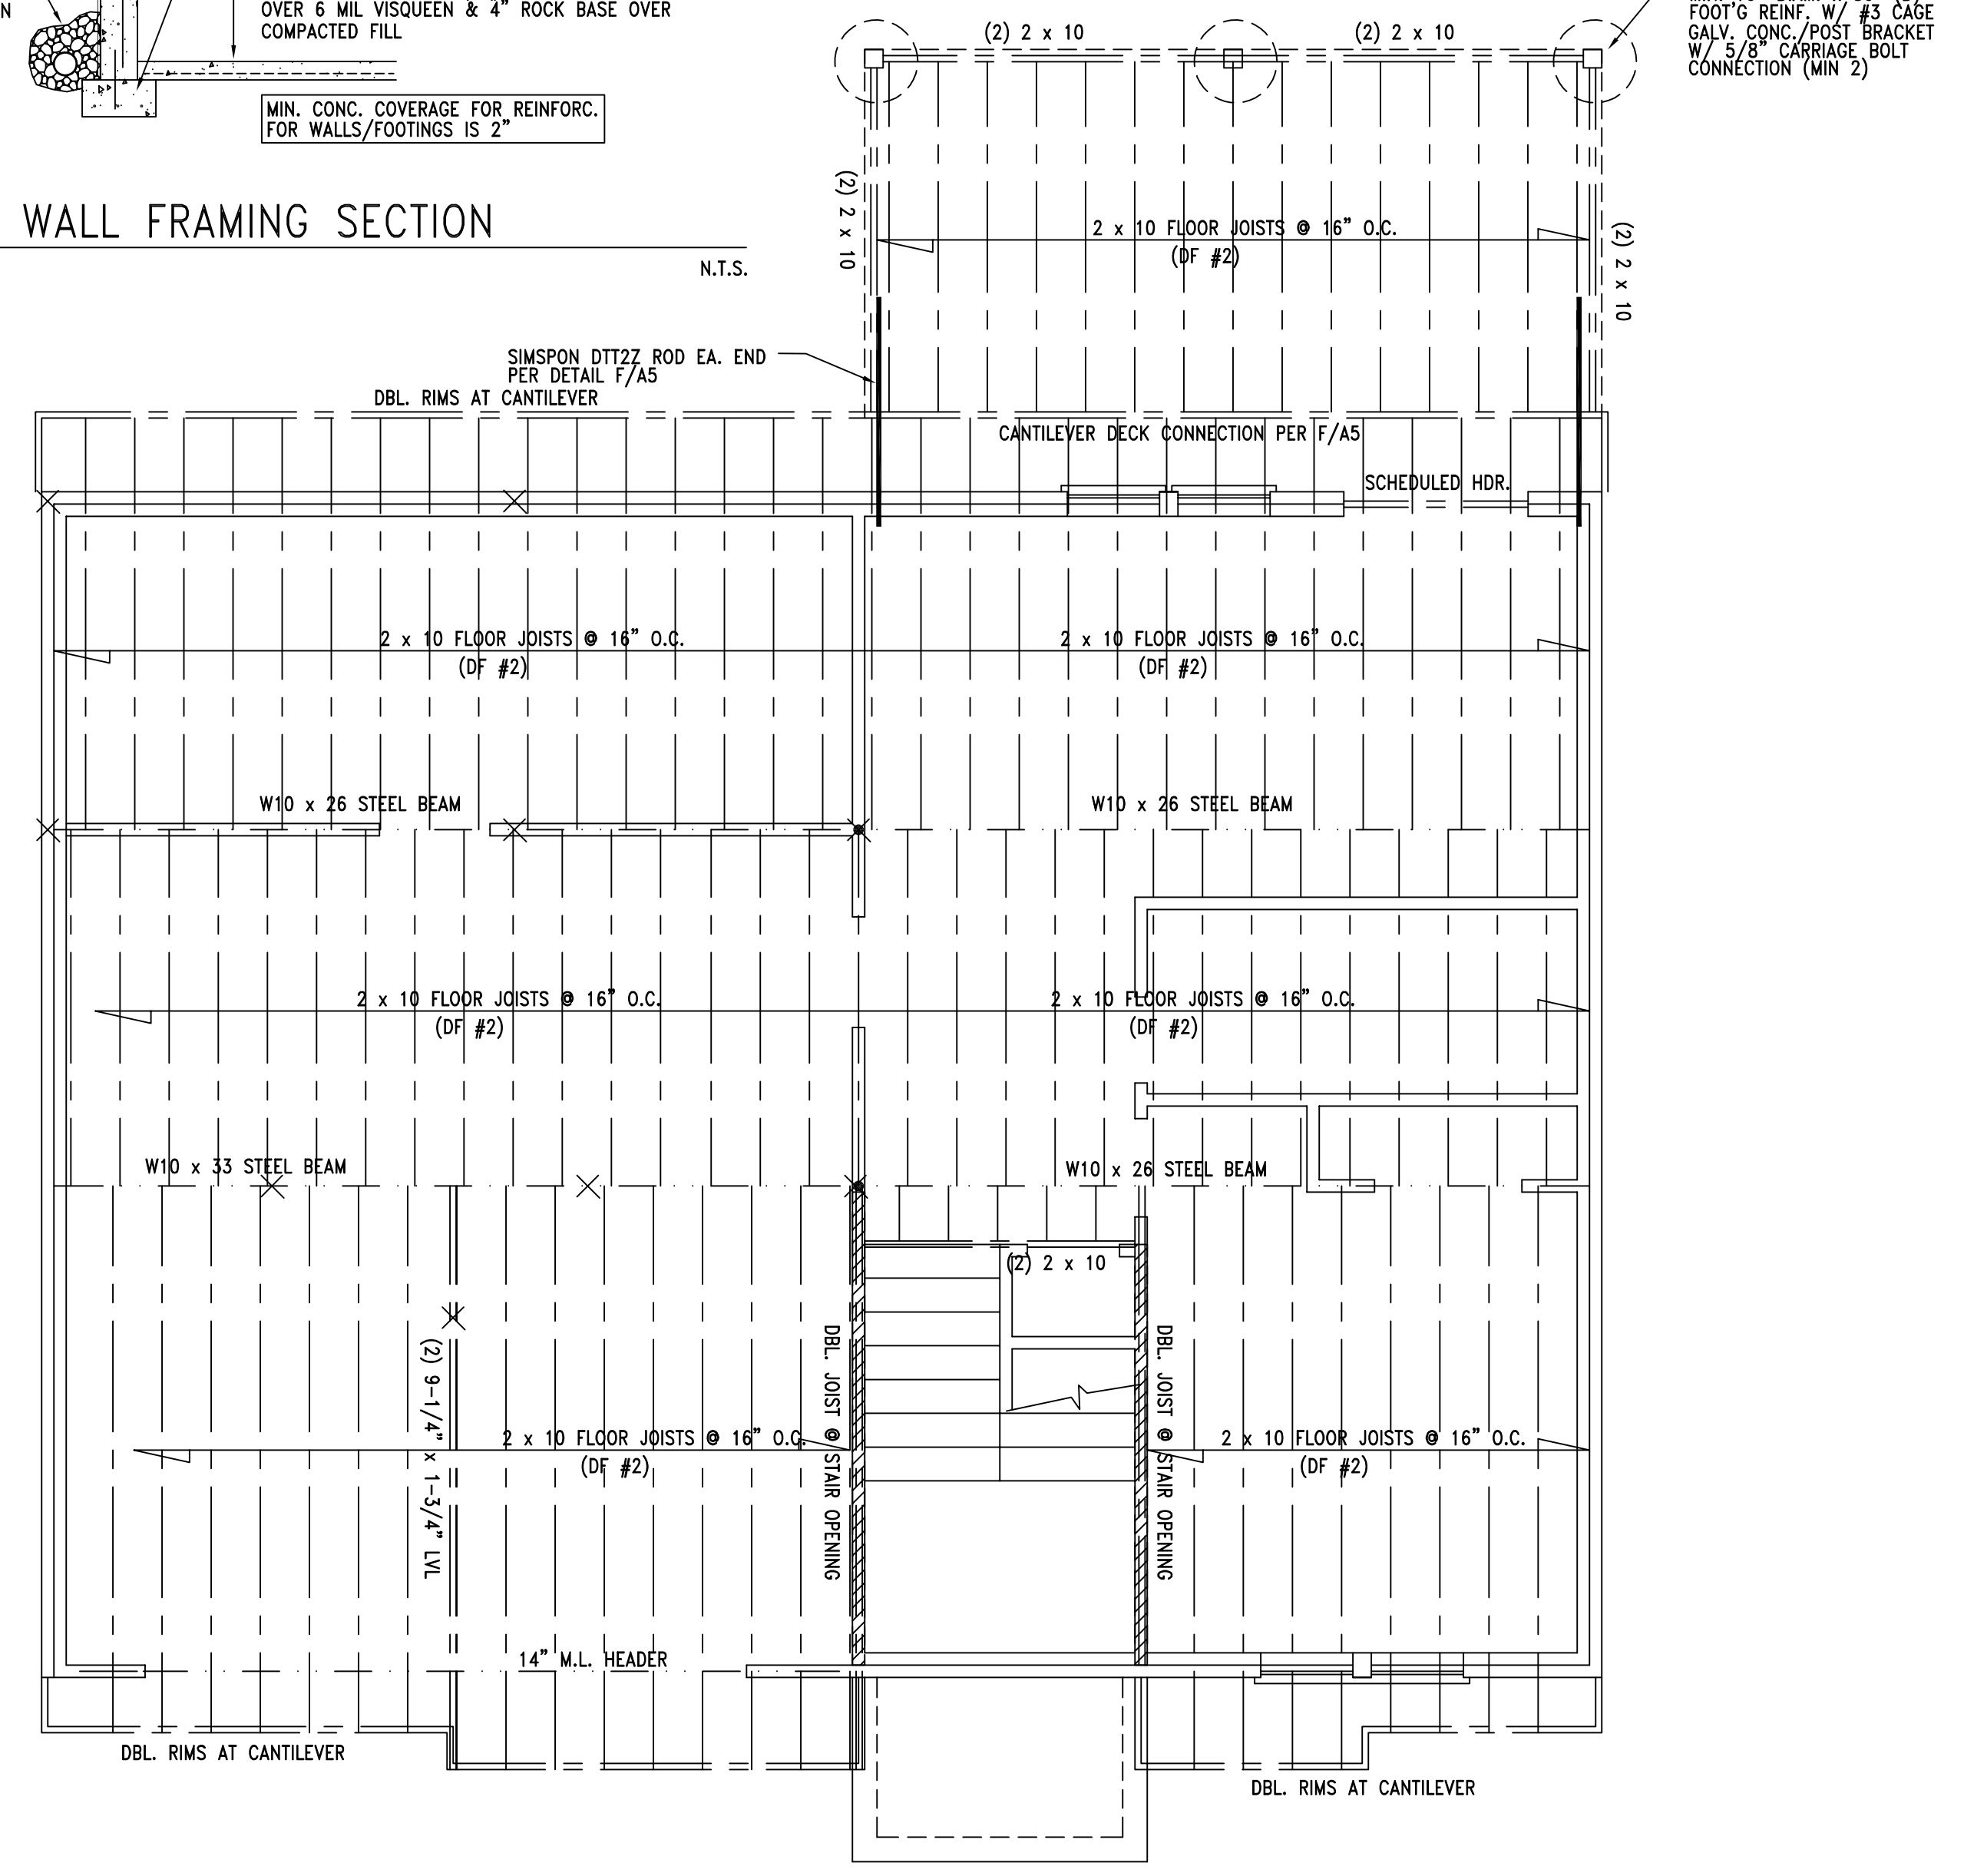 N
OVER 6 MIL VISQUEEN & 4" ROCK BASE OVER
COMPACTED FILL
MIN. CONC. COVERAGE FOR REINFORC.
FOR WALLS/FOOTINGS IS 2"
WALL FRAMING SECTION
N.T.S.
(2) 2 x 10
(2) 2 x 10
FOOT'G REINF. W/ #3 CAGE
GALV. CONC./POST BRACKET
W/ 5/8" CARRIAGE BOLT
CONNECTION (MIN 2)
(2) 2 x 10
2 x 10 FLOOR JOISTS @ 16" O.C.
(DF #2)
(2) 2 x 10
SIMSPON DTT2Z ROD EA. END
PER DETAIL F/A5
DBL. RIMS AT CANTILEVER
CANTILEVER DECK CONNECTION PER F/A5
SCHEDULED HDR.
2 x 10 FLOOR JOISTS @ 16" O.C.
(DF #2)
2 x 10 FLOOR JOISTS @ 16" O.C.
(DF #2)
W10 x 26 STEEL BEAM
W10 x 26 STEEL BEAM
2 x 10 FLOOR JOISTS @ 16" O.C.
(DF #2)
2 x 10 FLOOR JOISTS @ 16" O.C.
(DF #2)
W10 x 33 STEEL BEAM
W10 x 26 STEEL BEAM
(2) 2 x 10
(2) 9-1/4" x 1-3/4" LVL
DBL. JOIST @ STAIR OPENING
DBL. JOIST @ STAIR OPENING
2 x 10 FLOOR JOISTS @ 16" O.C.
(DF #2)
2 x 10 FLOOR JOISTS @ 16" O.C.
(DF #2)
14" M.L. HEADER
DBL. RIMS AT CANTILEVER
DBL. RIMS AT CANTILEVER